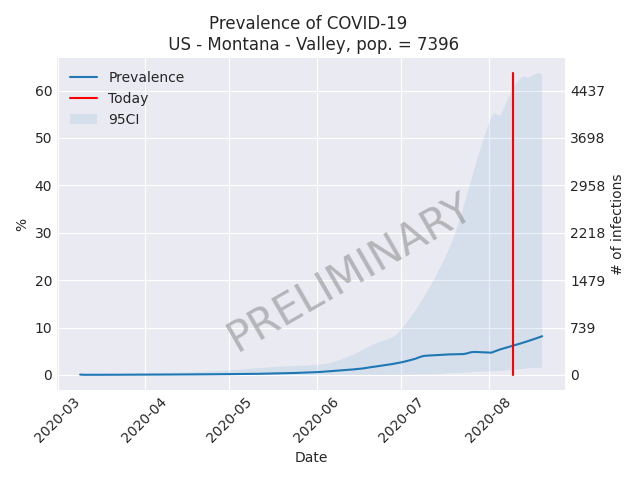 Prevalence of COVID-19
US - Montana - Valley, pop. = 7396
Prevalence
Today
95CI
60
50
40
30
20
10
0
%
4437
3698
2958
2218
1479
739
0
# of infections
PRELIMINARY
2020-03
2020-04
2020-05
2020-06
2020-07
2020-08
Date